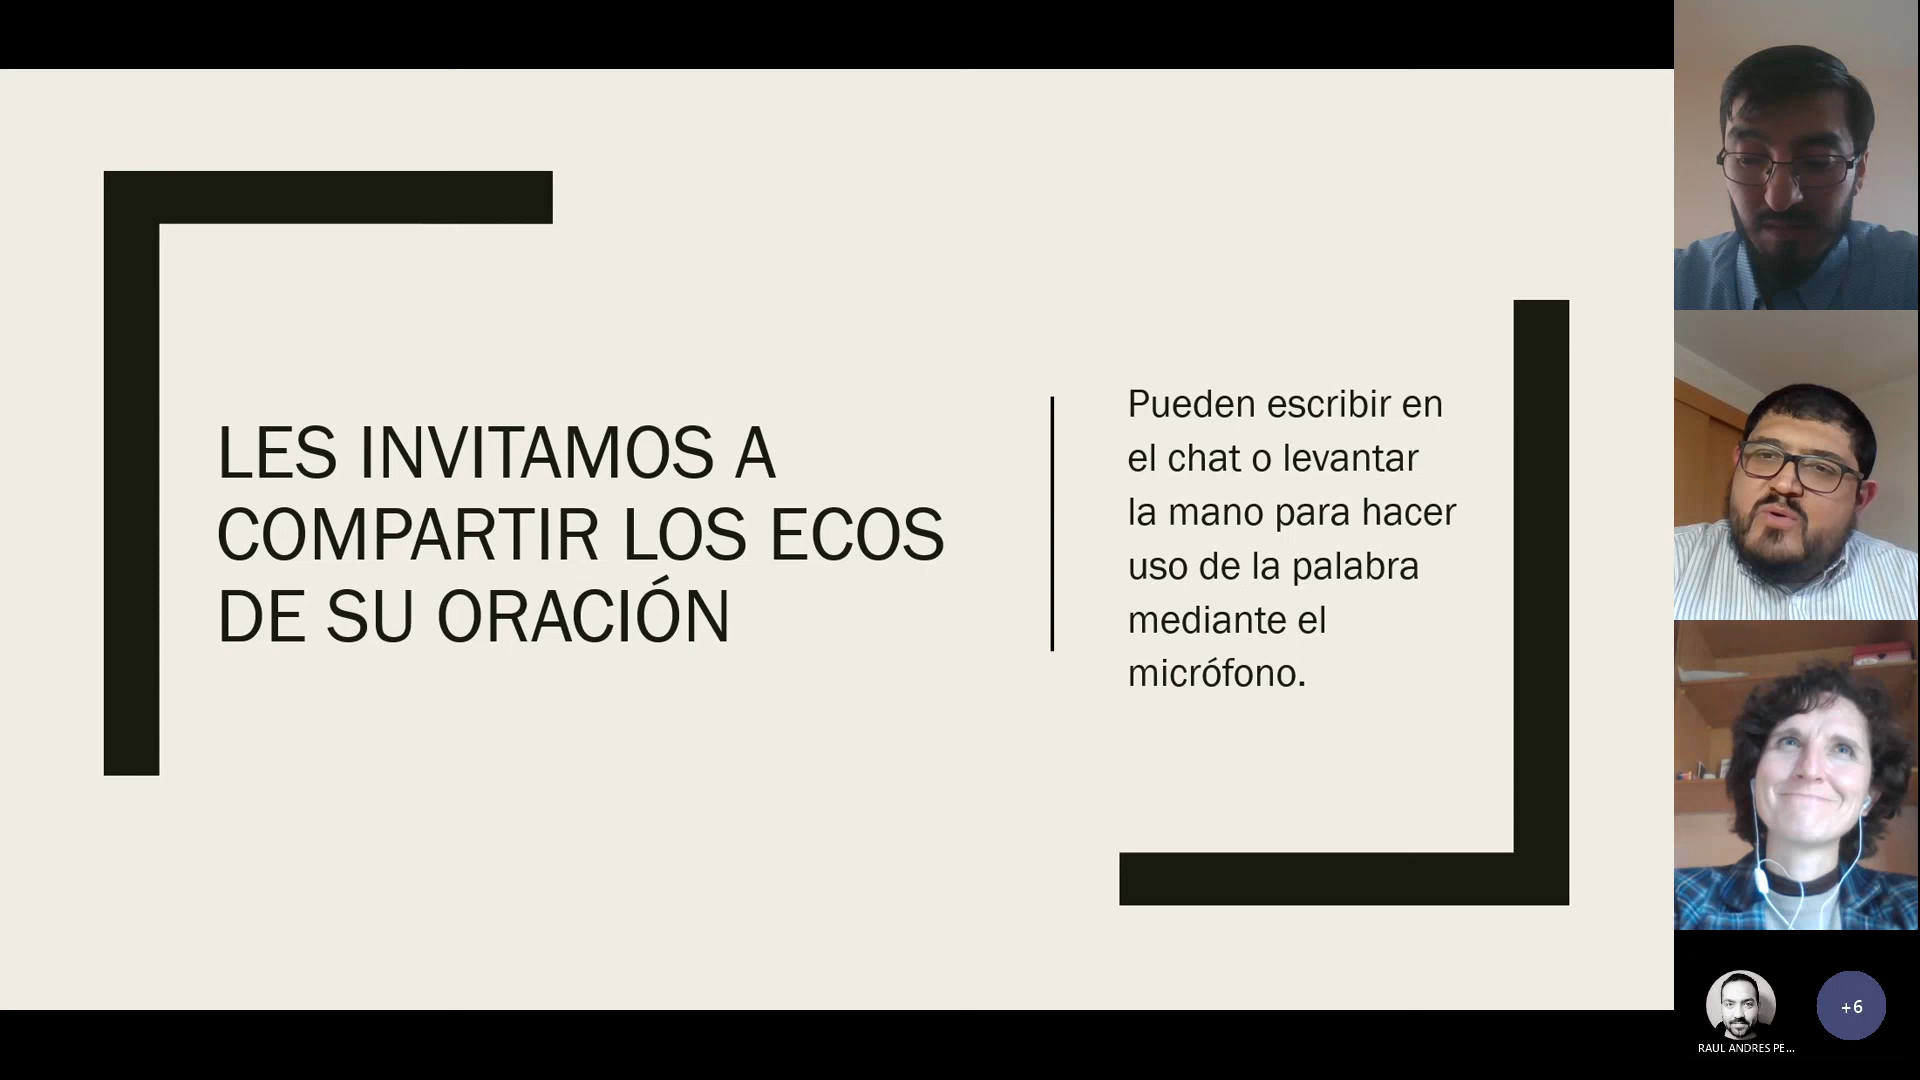 LES INVITAMOS A
COMPARTIR LOS ECOS
DE SU ORACIÓN
Pueden escribir en
el chat o levantar
la mano para hacer
uso de la palabra
mediante el
micrófono.
RAUL ANDRES PE...
+6